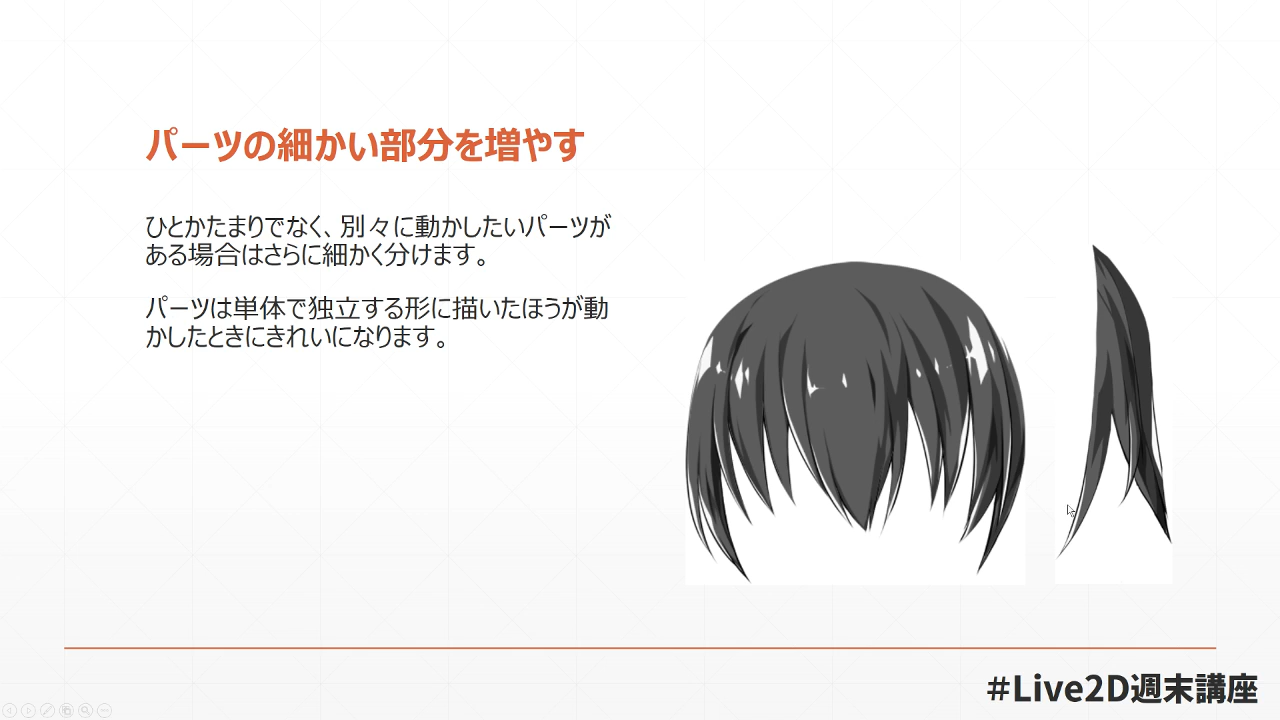 パーツの細かい部分を増やす
ひとかたまりでなく、別々に動かしたいパーツが
ある場合はさらに細かく分けます。
パーツは単体で独立する形に描いたほうが動
かしたときにきれいになります。
#Live2D週末講座